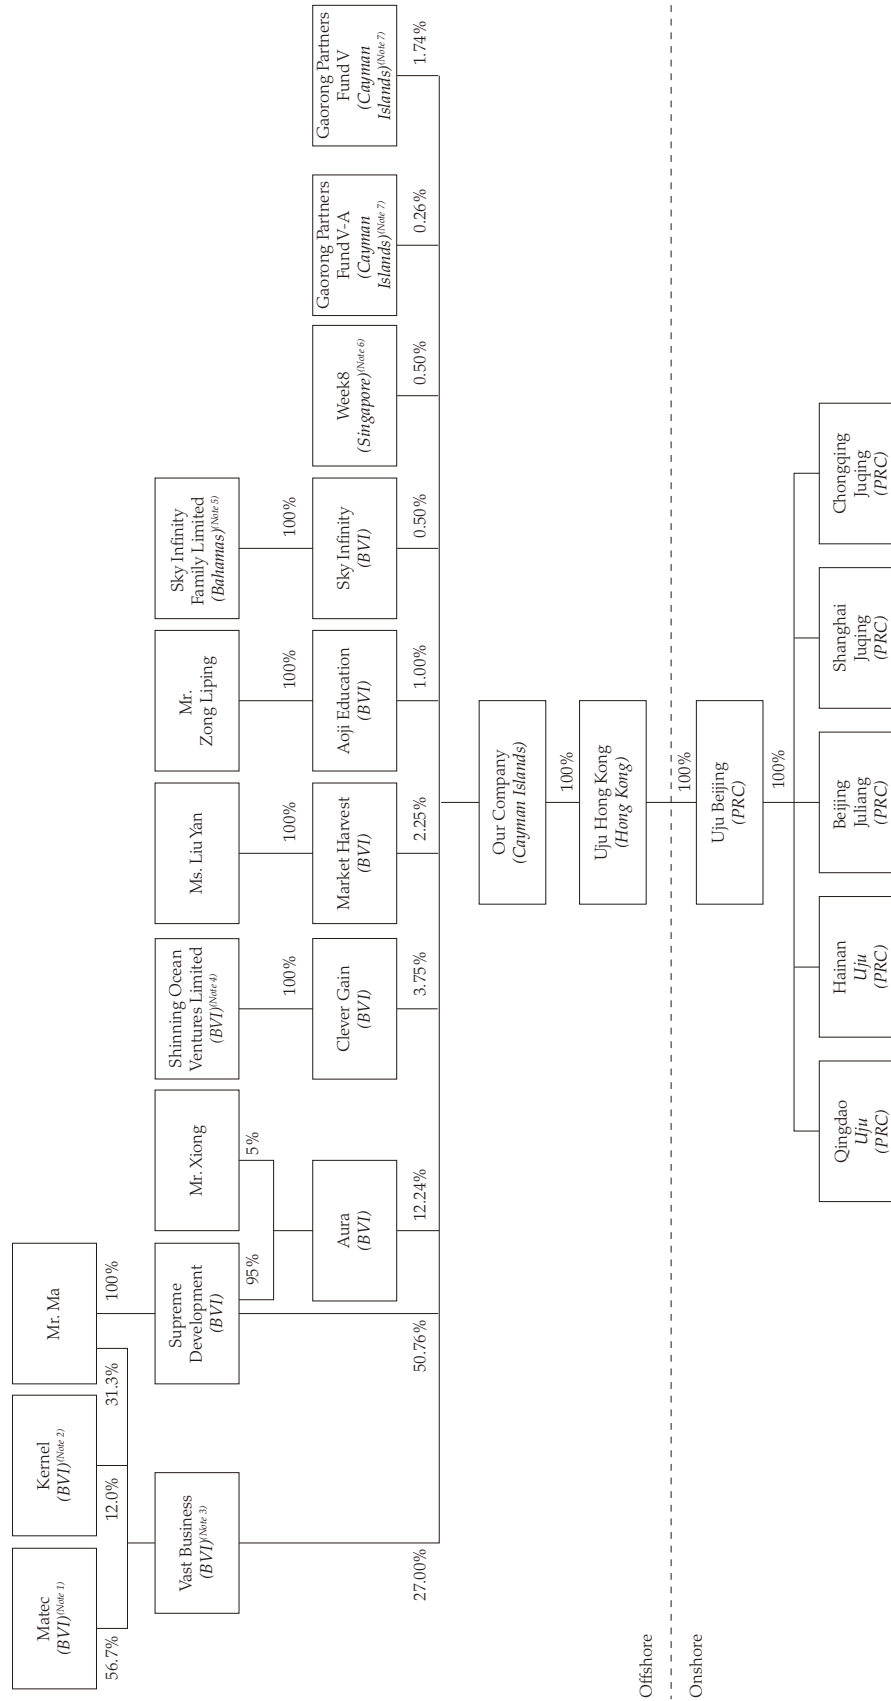 Matec
(BVI)(Note 1)
Kernel
(BVI)(Note 2)
Mr. Ma
56.7%
12.0%
31.3%
100%
Vast Business
(BVI)(Note 3)
Supreme
Development
(BVI)
Mr. Xiong
Shinning Ocean
Ventures Limited
(BVI)(Note 4)
Ms. Liu Yan
Mr.
Zong Liping
Sky Infinity
Family Limited
(Bahamas)(Note 5)
95%
5%
100%
100%
100%
100%
Aura
(BVI)
Clever Gain
(BVI)
Market Harvest
(BVI)
Aoji Education
(BVI)
Sky Infinity
(BVI)
Week8
(Singapore)(Note 6)
Gaorong Partners
Fund V-A
(Cayman
Islands)(Note 7)
Gaorong Partners
Fund V
(Cayman
Islands)(Note 7)
27.00%
50.76%
12.24%
3.75%
2.25%
1.00%
0.50%
0.50%
0.26%
1.74%
Our Company
(Cayman Islands)
100%
Uju Hong Kong
(Hong Kong)
Offshore
100%
Onshore
Uju Beijing
(PRC)
100%
Qingdao
Uju
(PRC)
Hainan
Uju
(PRC)
Beijing
Juliang
(PRC)
Shanghai
Juqing
(PRC)
Chongqing
Juqing
(PRC)